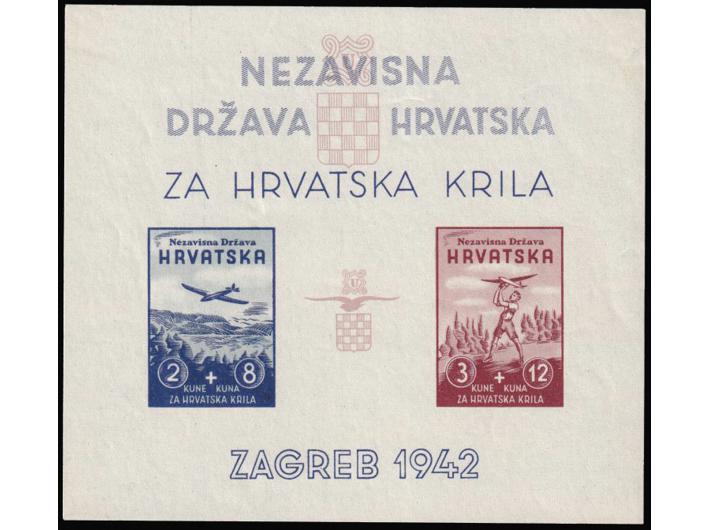 NEZAVISNA
DRŽAVA HRVATSKA
ZA HRVATSKA KRILA
Nezavisna Država
HRVATSKA
2 + 8
KUNE KUNA
ZA HRVATSKA KRILA
U
Nezavisna Država
HRVATSKA
3 + 12
KUNE KUNA
ZA HRVATSKA KRILA
ZAGREB 1942